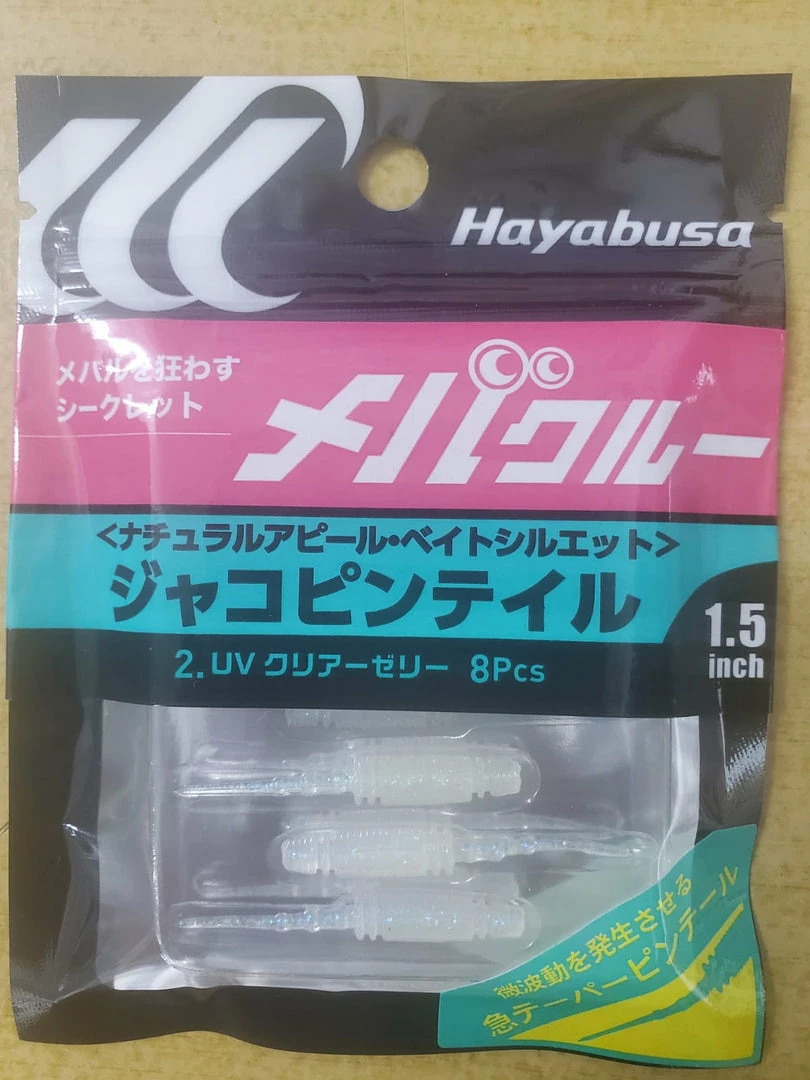 Hayabusa
メバルを狂わす
シークレット
メバクルー
<ナチュラルアピール・ベイトシルエット>
ジャコピンテイル
1.5
inch
2. UV クリアーゼリー 8Pcs
微波動を発生させる
急テーパーピンテール